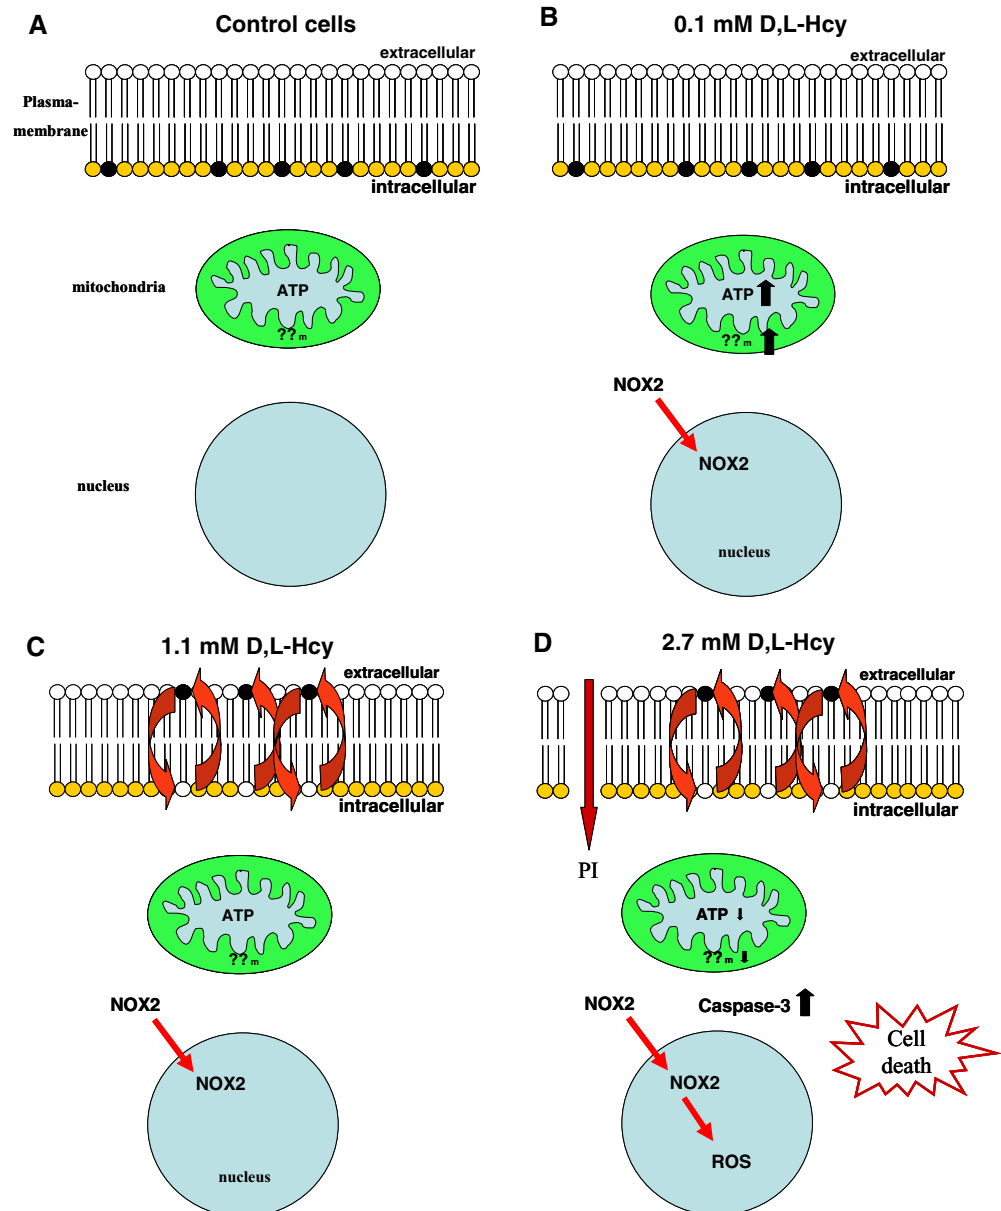 A
Control cells
extracellular
Plasma-
membrane
intracellular
mitochondria
ATP
??m
nucleus
B
0.1 mM D,L-Hcy
extracellular
intracellular
ATP
??m
NOX2
NOX2
nucleus
C
1.1 mM D,L-Hcy
extracellular
intracellular
ATP
??m
NOX2
NOX2
nucleus
D
2.7 mM D,L-Hcy
extracellular
intracellular
PI
ATP
??m
NOX2
Caspase-3
Cell
death
NOX2
ROS